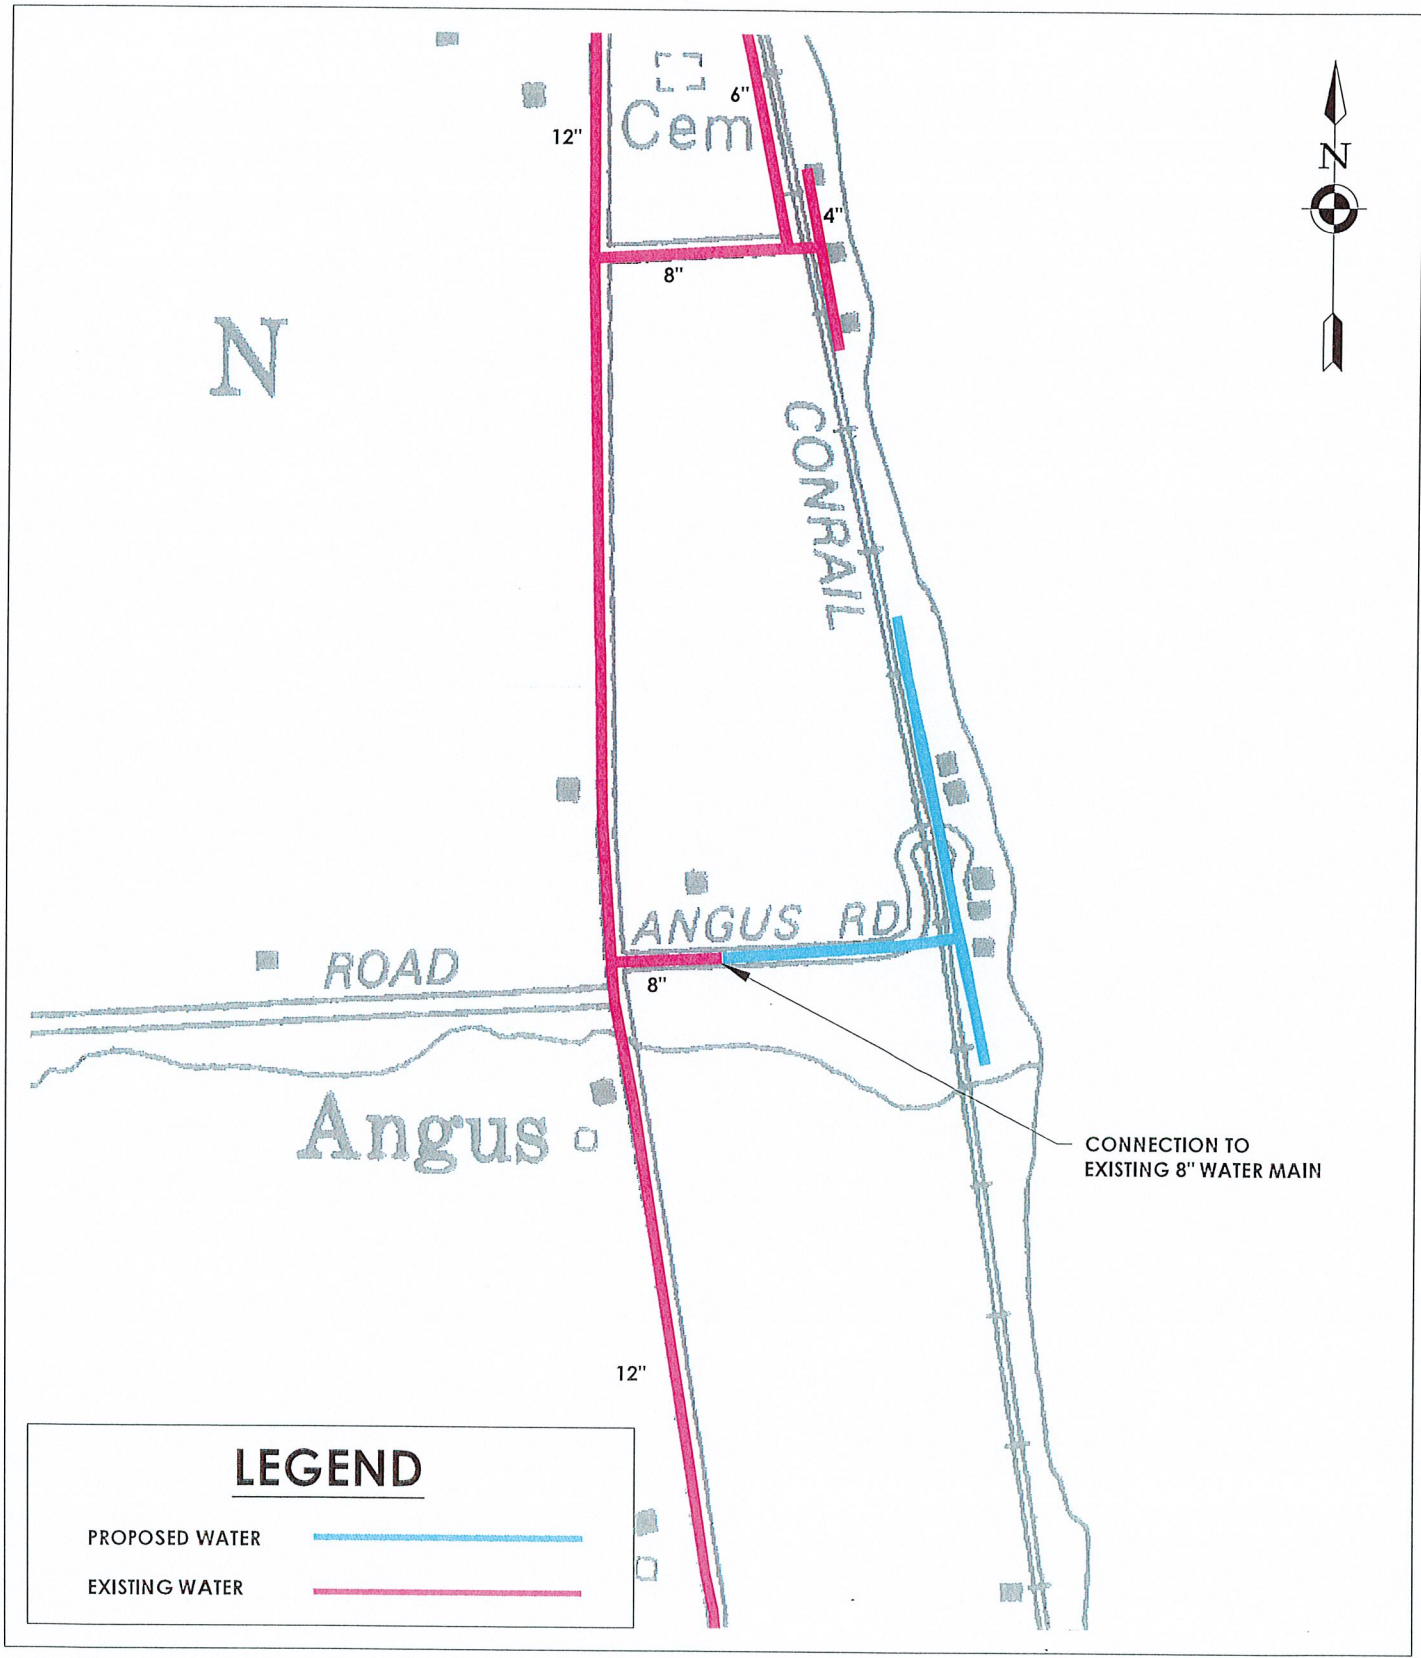 6"
12"
Cem
N
4"
8"
N
CONRAIL
ANGUS RD
ROAD
8"
Angus
CONNECTION TO
EXISTING 8" WATER MAIN
12"
LEGEND
PROPOSED WATER
EXISTING WATER